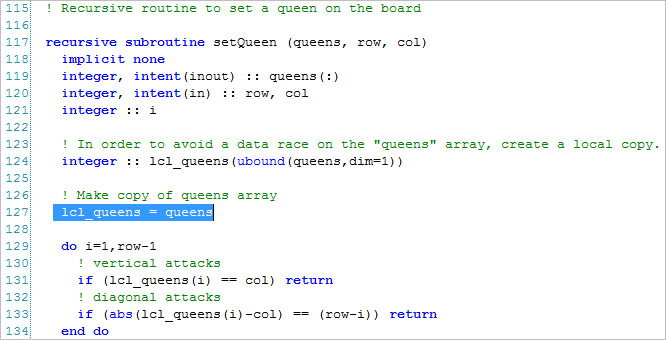 115 ! Recursive routine to set a queen on the board
116
117 recursive subroutine setQueen (queens, row, col)
118 implicit none
119 integer, intent(inout) :: queens(:)
120 integer, intent(in) :: row, col
121 integer :: i
122
123 ! In order to avoid a data race on the "queens" array, create a local copy.
124 integer :: lcl_queens(ubound(queens,dim=1))
125
126 ! Make copy of queens array
127 lcl_queens = queens
128
129 do i=1,row-1
130 ! vertical attacks
131 if (lcl_queens(i) == col) return
132 ! diagonal attacks
133 if (abs(lcl_queens(i)-col) == (row-i)) return
134 end do